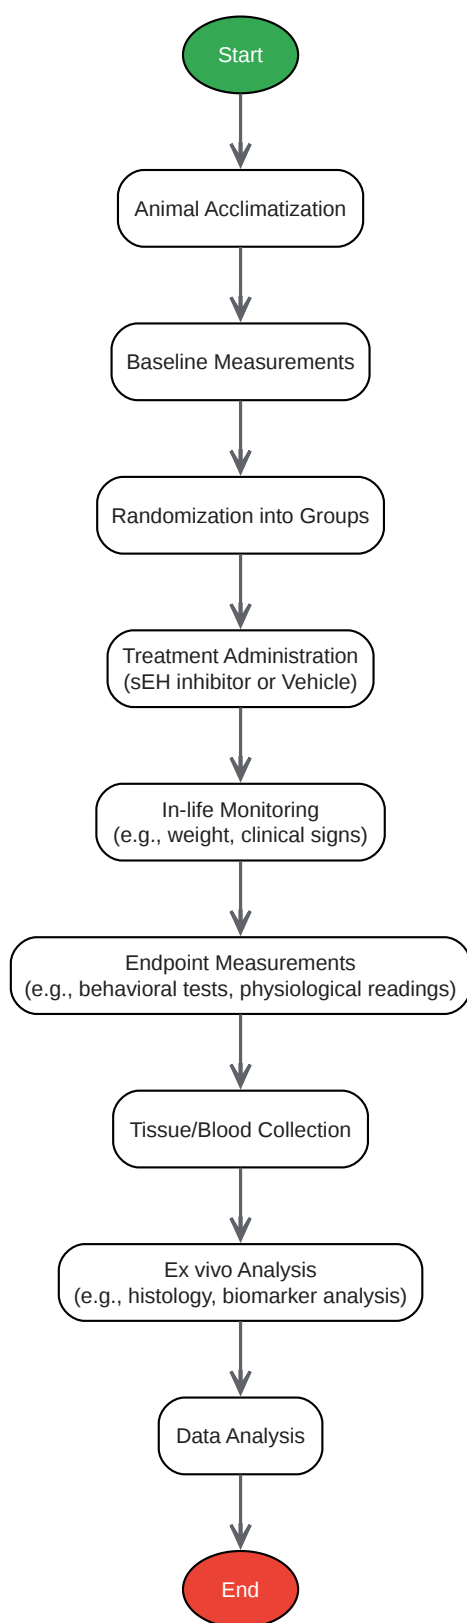 Start
Animal Acclimatization
Baseline Measurements
Randomization into Groups
Treatment Administration
(sEH inhibitor or Vehicle)
In-life Monitoring
(e.g., weight, clinical signs)
Endpoint Measurements
(e.g., behavioral tests, physiological readings)
Tissue/Blood Collection
Ex vivo Analysis
(e.g., histology, biomarker analysis)
Data Analysis
End